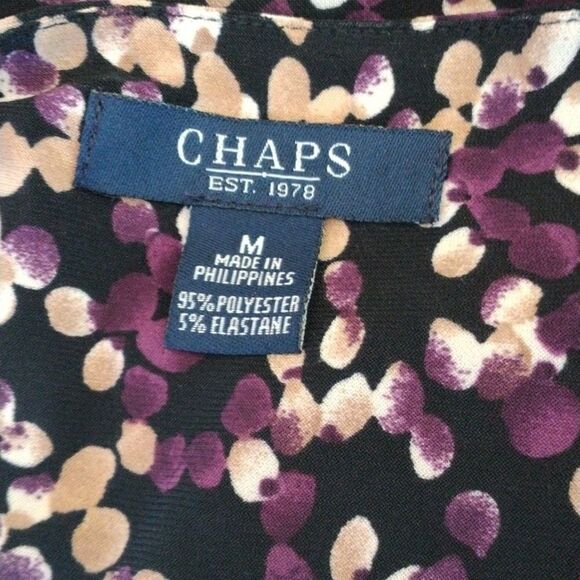 CHAPS
EST. 1978
M
MADE IN
PHILIPPINES
95% POLYESTER
5% ELASTANE